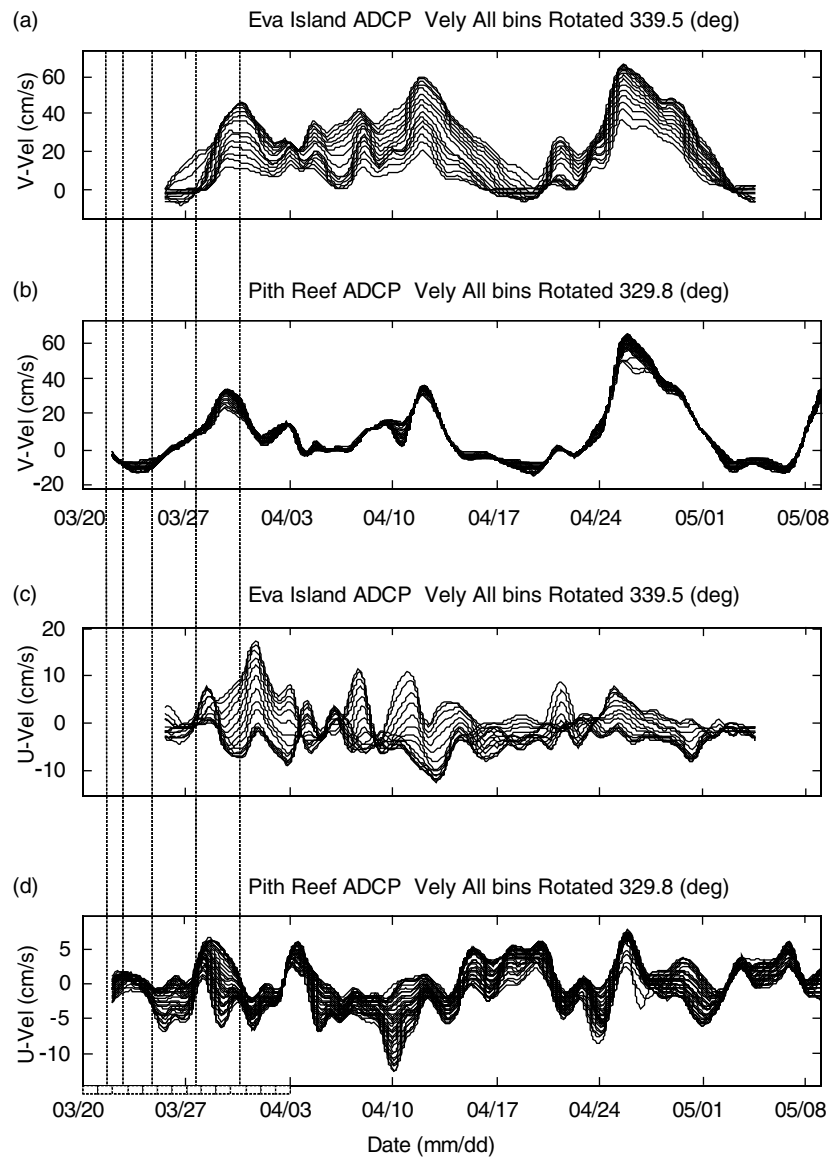 (a)
Eva Island ADCP Vely All bins Rotated 339.5 (deg)
V-Vel (cm/s)
60
40
20
0
(b)
Pith Reef ADCP Vely All bins Rotated 329.8 (deg)
V-Vel (cm/s)
60
40
20
0
-20
03/20 03/27 04/03 04/10 04/17 04/24 05/01 05/08
(c)
Eva Island ADCP Vely All bins Rotated 339.5 (deg)
U-Vel (cm/s)
20
10
0
-10
(d)
Pith Reef ADCP Vely All bins Rotated 329.8 (deg)
U-Vel (cm/s)
5
0
-5
-10
03/20 03/27 04/03 04/10 04/17 04/24 05/01 05/08
Date (mm/dd)